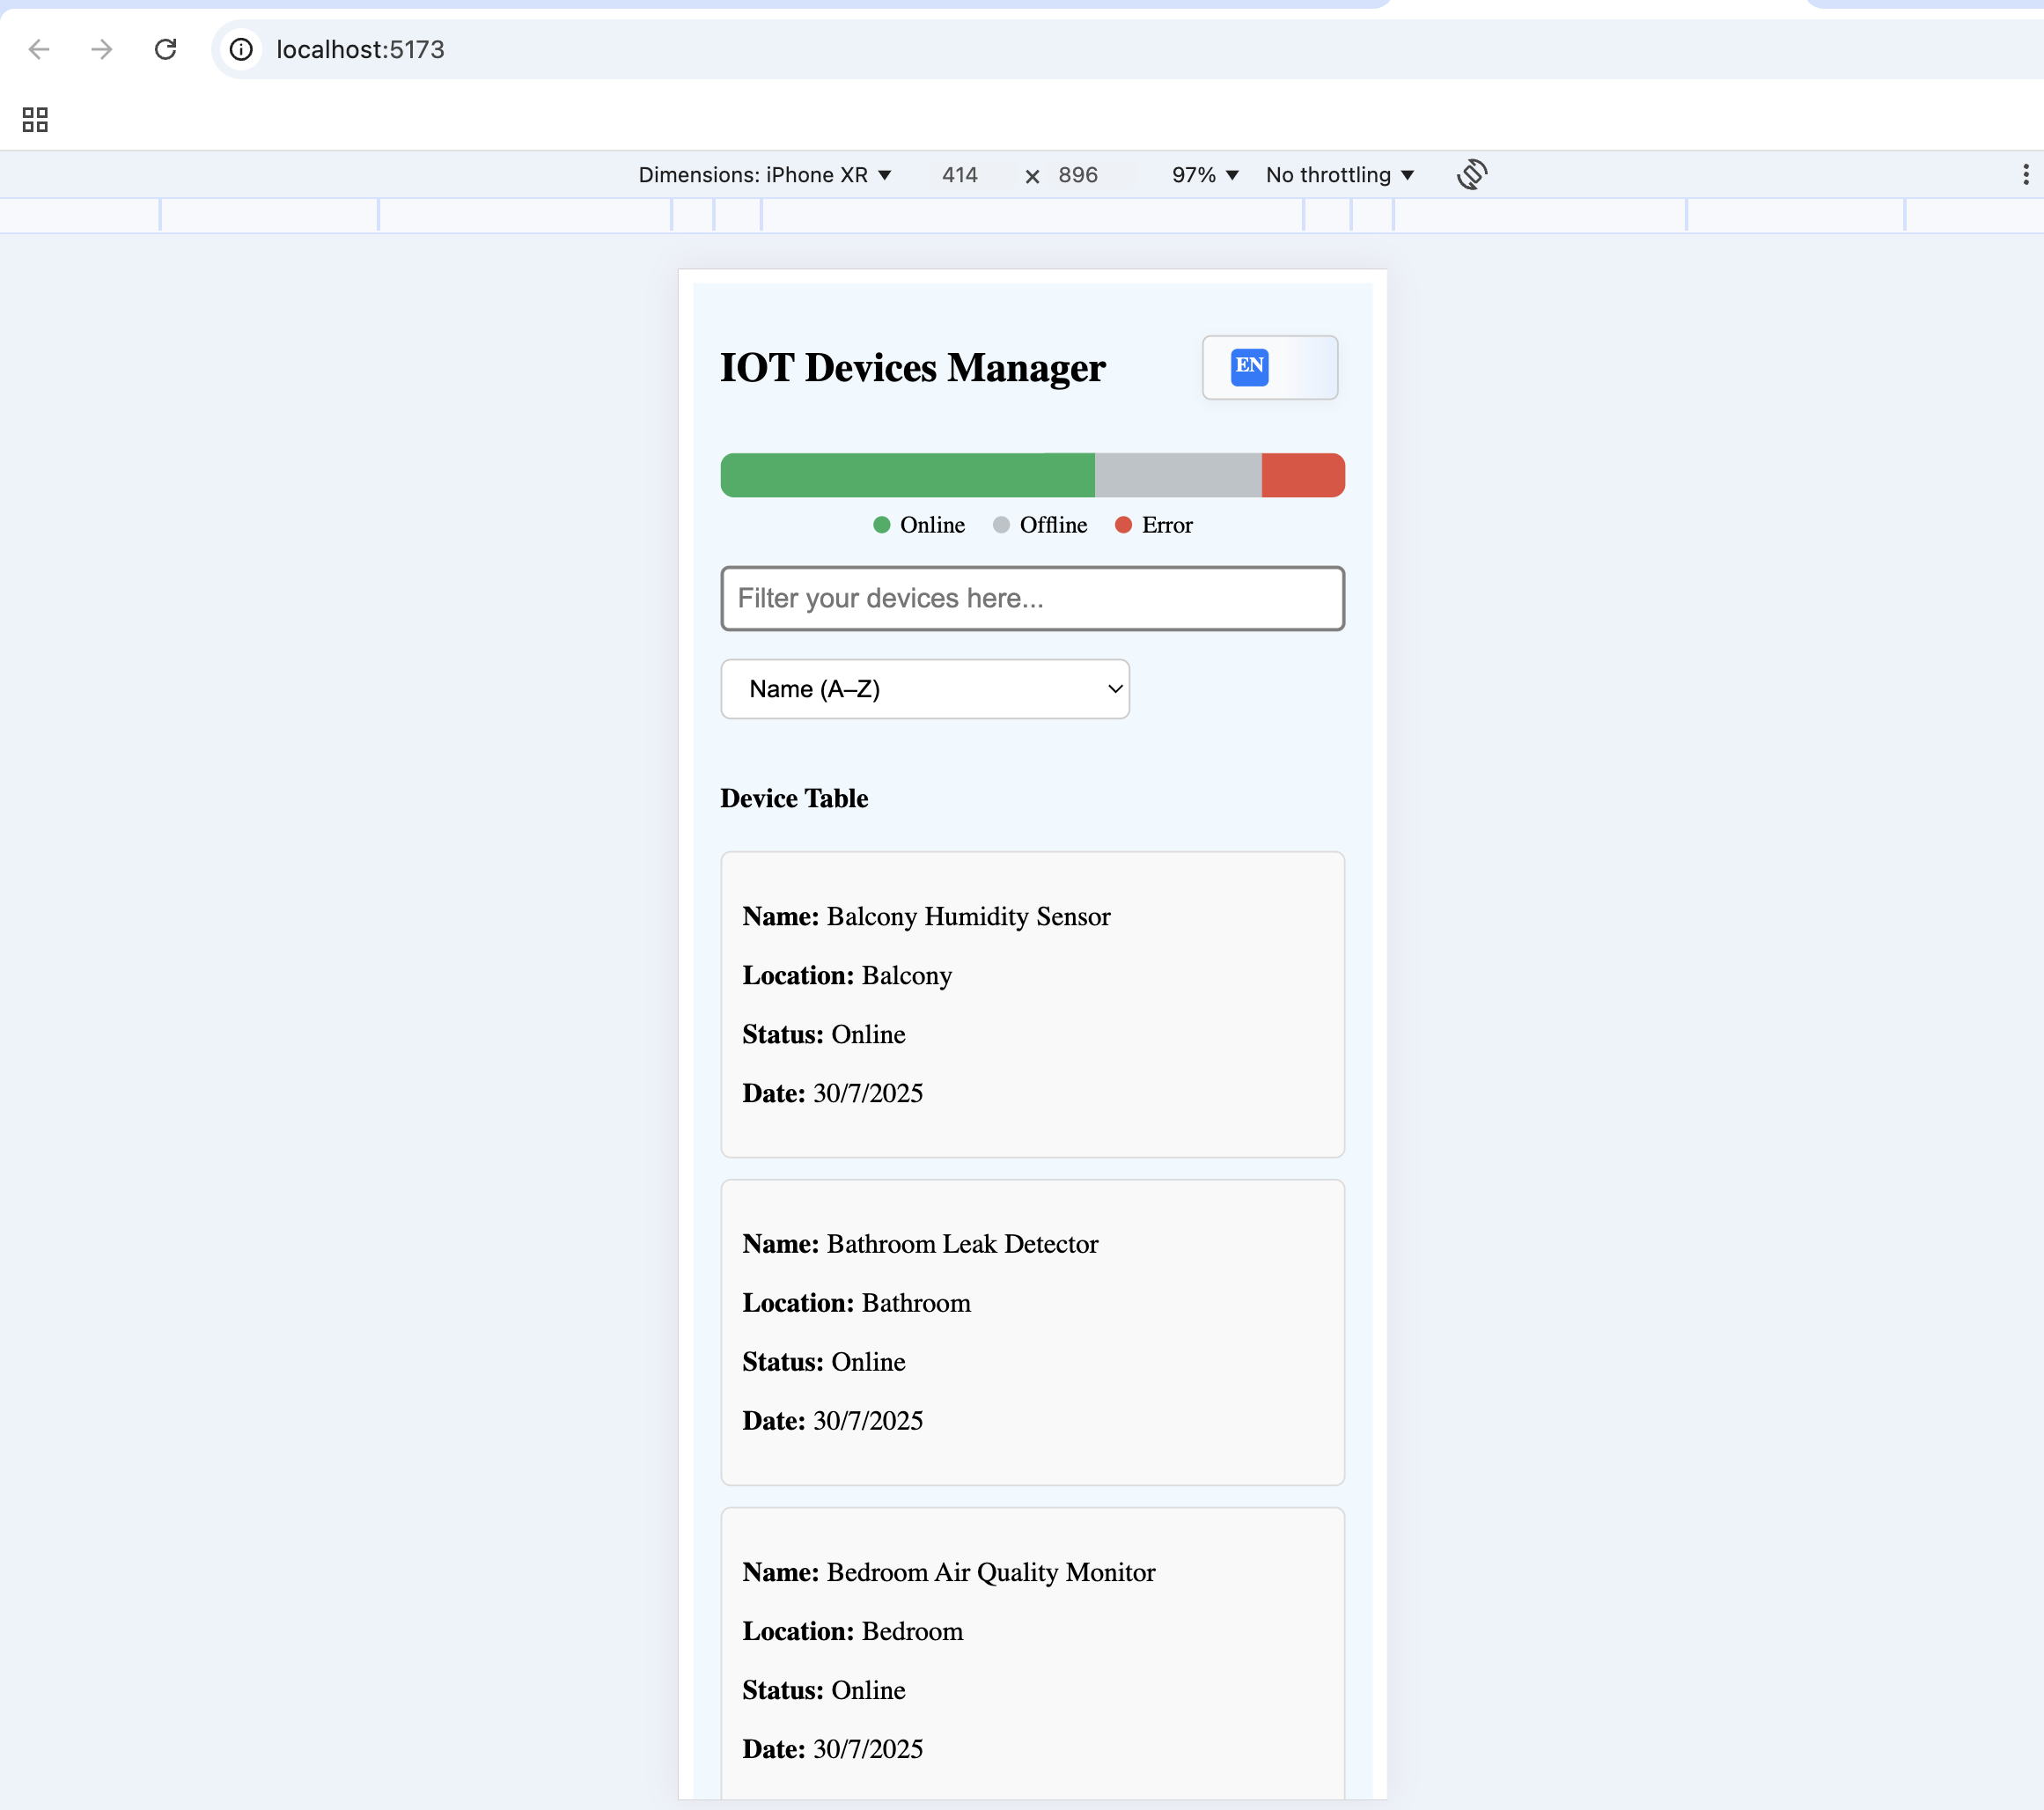 localhost:5173
Dimensions: iPhone XR 414 × 896 97% No throttling
IOT Devices Manager
EN
Online Offline Error
Filter your devices here...
Name (A–Z)
Device Table
Name: Balcony Humidity Sensor
Location: Balcony
Status: Online
Date: 30/7/2025
Name: Bathroom Leak Detector
Location: Bathroom
Status: Online
Date: 30/7/2025
Name: Bedroom Air Quality Monitor
Location: Bedroom
Status: Online
Date: 30/7/2025